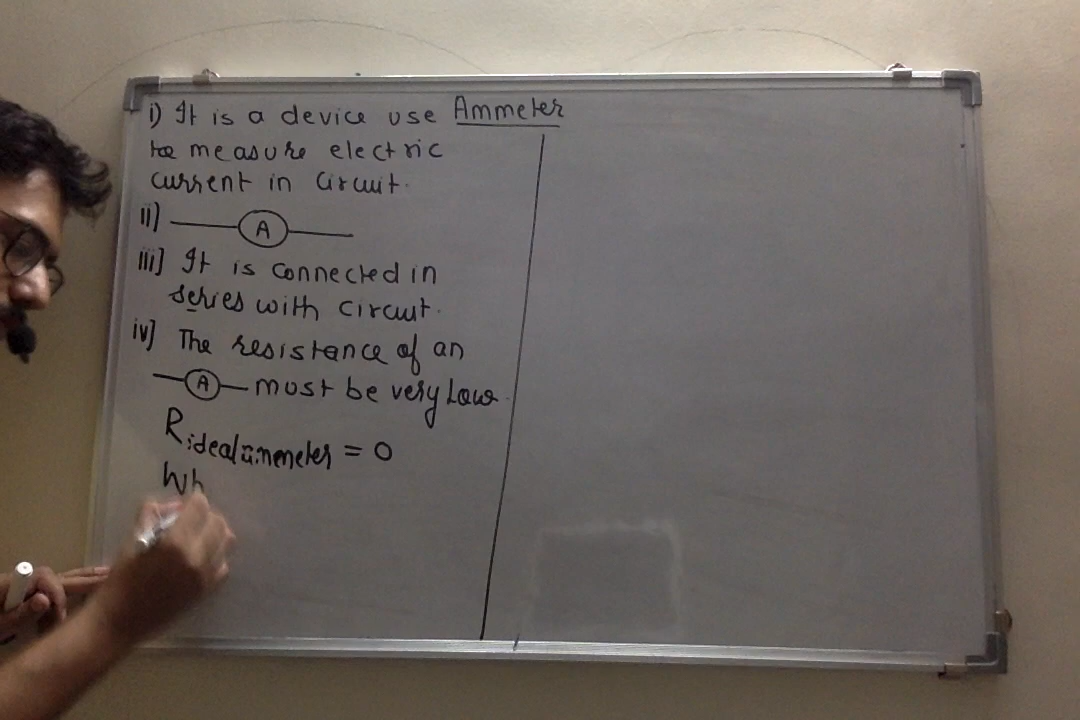 i) It is a device use Ammeter
to measure electric
current in circuit.
ii) A
iii] It is connected in
series with circuit.
iv] The resistance of an
A must be very Low.
R ideal ammeter = 0
Wh